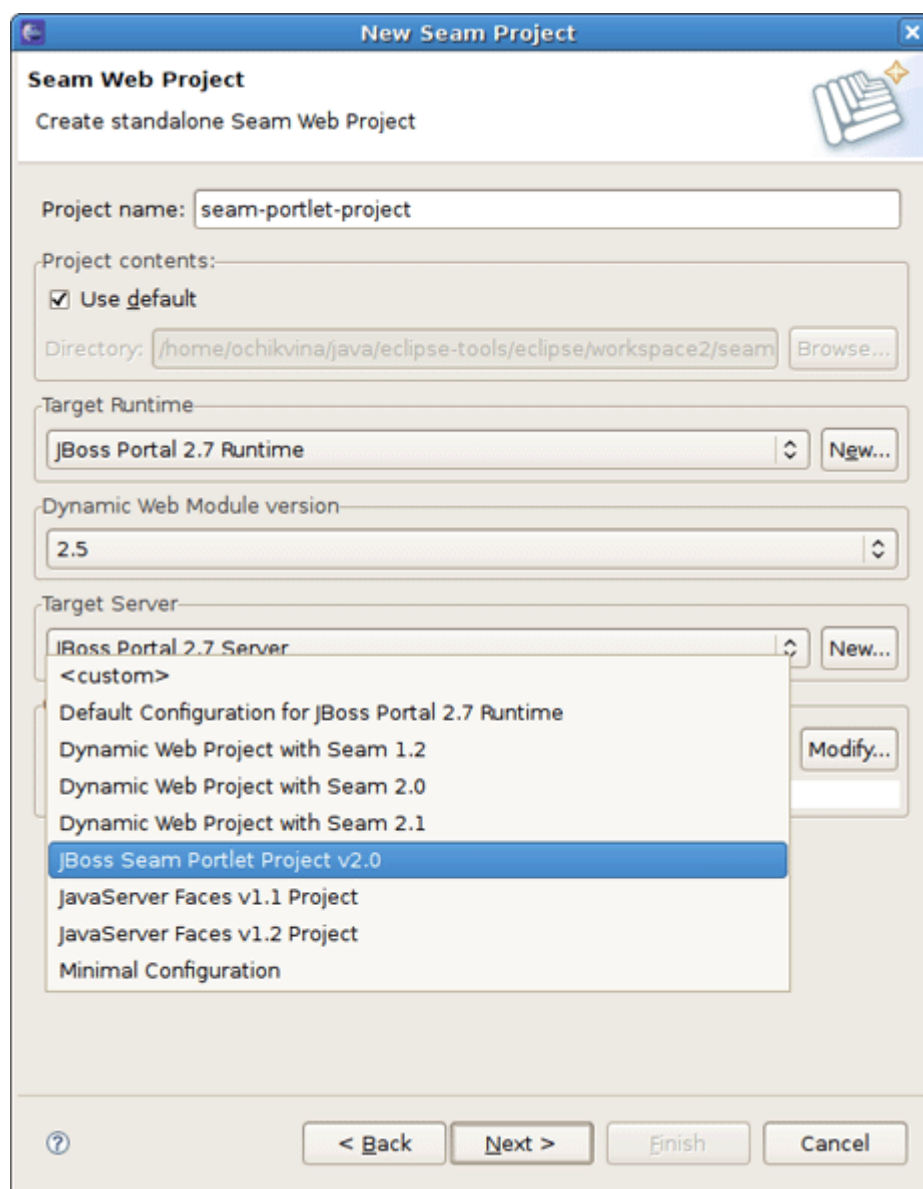 New Seam Project
Seam Web Project
Create standalone Seam Web Project
Project name: seam-portlet-project
Project contents:
Use default
Directory: /home/ochikvina/java/eclipse-tools/eclipse/workspace2/seam Browse...
Target Runtime
JBoss Portal 2.7 Runtime New...
Dynamic Web Module version
2.5
Target Server
JBoss Portal 2.7 Server New...
<custom>
Default Configuration for JBoss Portal 2.7 Runtime
Dynamic Web Project with Seam 1.2 Modify...
Dynamic Web Project with Seam 2.0
Dynamic Web Project with Seam 2.1
JBoss Seam Portlet Project v2.0
JavaServer Faces v1.1 Project
JavaServer Faces v1.2 Project
Minimal Configuration
? < Back Next > Finish Cancel